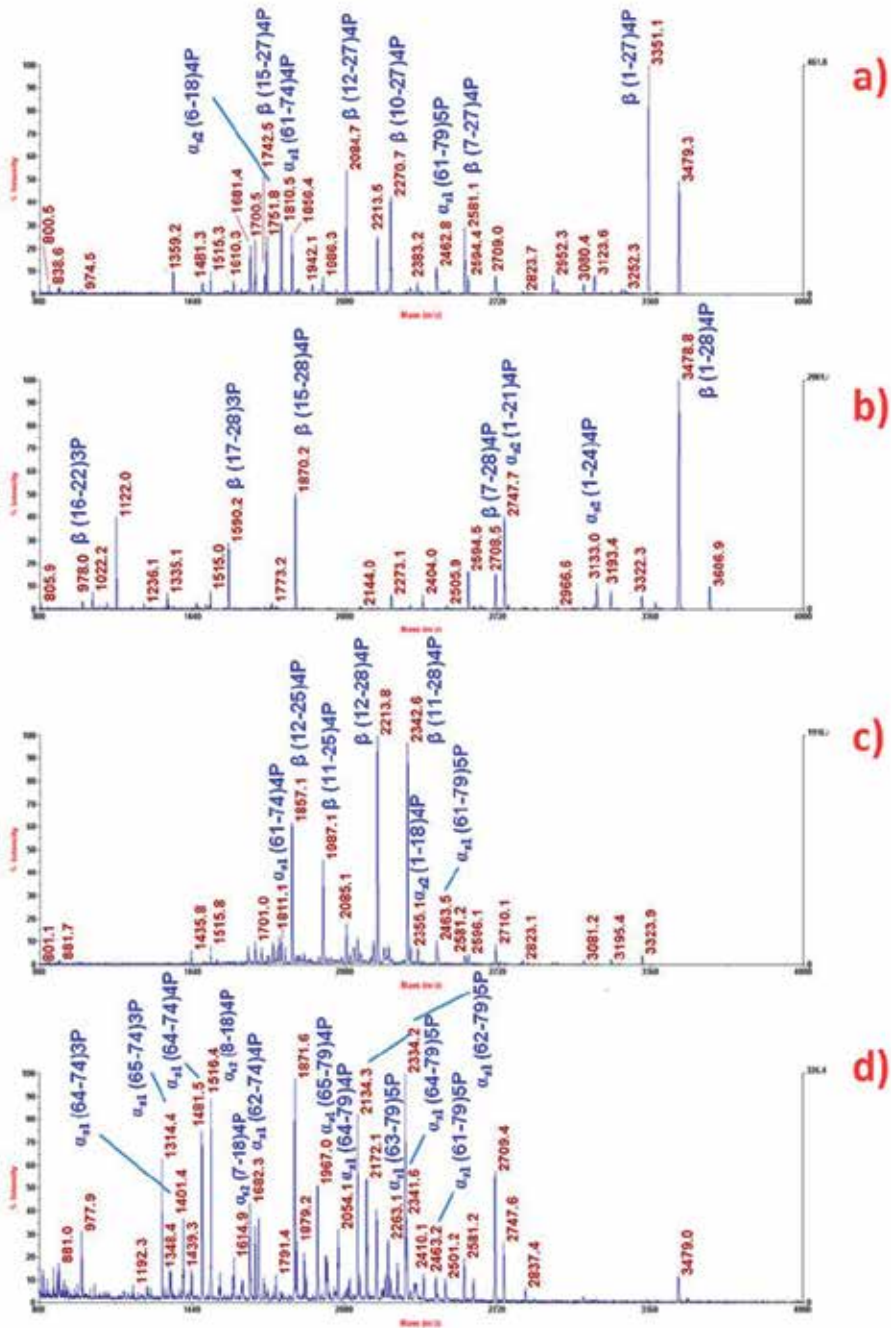 a)
αs2 (6-18)4P
β (15-27)4P
αs1 (61-74)4P
β (12-27)4P
β (10-27)4P
αs1 (61-79)5P
β (7-27)4P
β (1-27)4P
800.5
838.6
974.5
1359.2
1481.3
1515.3
1610.3
1681.4
1700.5
1742.5
1751.8
1810.5
1856.4
1942.1
1986.3
2084.7
2213.5
2270.7
2383.2
2462.8
2581.1
2594.4
2709.0
2823.7
2952.3
3080.4
3123.6
3252.3
3351.1
3479.3
% Intensity
Mass (m/z)
b)
β (16-22)3P
β (17-28)3P
β (15-28)4P
β (7-28)4P
αs2 (1-21)4P
αs2 (1-24)4P
β (1-28)4P
805.9
978.0
1022.2
1122.0
1236.1
1335.1
1515.0
1590.2
1773.2
1870.2
2144.0
2273.1
2404.0
2505.9
2594.5
2708.5
2747.7
2966.6
3133.0
3193.4
3322.3
3478.8
3606.9
% Intensity
Mass (m/z)
c)
αs1 (61-74)4P
β (12-25)4P
β (11-25)4P
β (12-28)4P
β (11-28)4P
αs2 (1-18)4P
αs1 (61-79)5P
801.1
881.7
1435.8
1515.8
1701.0
1811.1
1857.1
1987.1
2085.1
2213.8
2342.6
2355.1
2463.5
2581.2
2596.1
2710.1
2823.1
3081.2
3195.4
3323.9
% Intensity
Mass (m/z)
d)
αs1 (64-74)3P
αs1 (65-74)3P
αs1 (64-74)4P
αs2 (8-18)4P
αs2 (7-18)4P
αs1 (62-74)4P
αs1 (65-79)4P
αs1 (64-79)4P
αs1 (63-79)5P
αs1 (64-79)5P
αs1 (61-79)5P
αs1 (62-79)5P
881.0
977.9
1192.3
1314.4
1348.4
1401.4
1439.3
1481.5
1516.4
1614.9
1682.3
1791.4
1871.6
1879.2
1967.0
2054.1
2134.3
2172.1
2263.1
2334.2
2341.6
2410.1
2463.2
2501.2
2581.2
2709.4
2747.6
2837.4
3479.0
% Intensity
Mass (m/z)